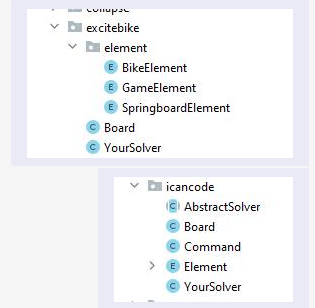 collapse
excitebike
element
E BikeElement
E GameElement
E SpringboardElement
C Board
C YourSolver
icancode
C AbstractSolver
C Board
C Command
E Element
C YourSolver